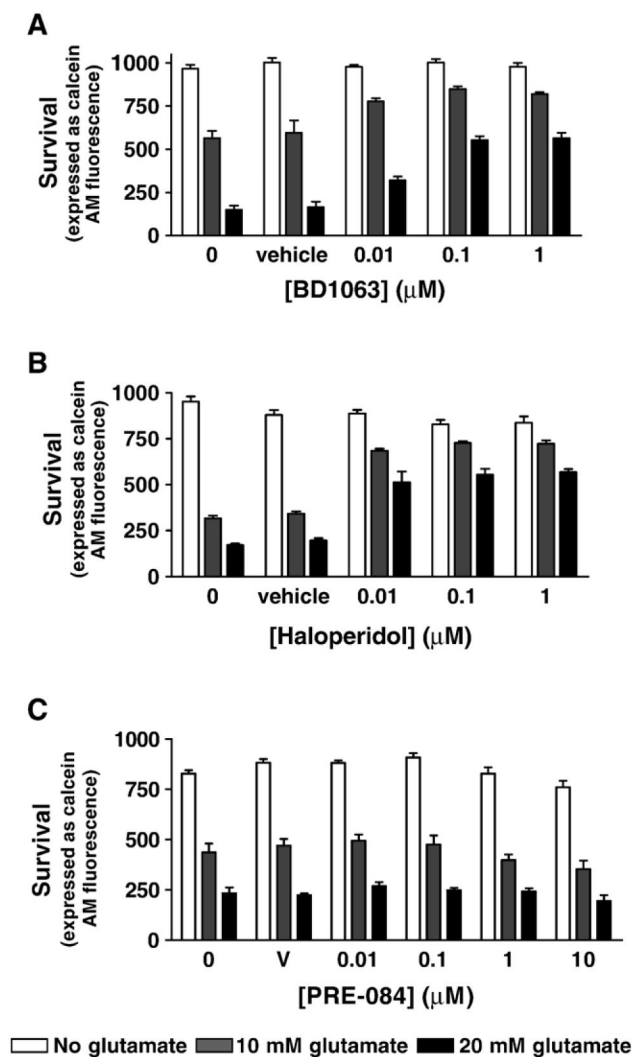 A
Survival
(expressed as calcein
AM fluorescence)
1000
750
500
250
0
0 vehicle 0.01 0.1 1
[BD1063] (μM)
B
Survival
(expressed as calcein
AM fluorescence)
1000
750
500
250
0
0 vehicle 0.01 0.1 1
[Haloperidol] (μM)
C
Survival
(expressed as calcein
AM fluorescence)
1000
750
500
250
0
0 V 0.01 0.1 1 10
[PRE-084] (μM)
No glutamate 10 mM glutamate 20 mM glutamate